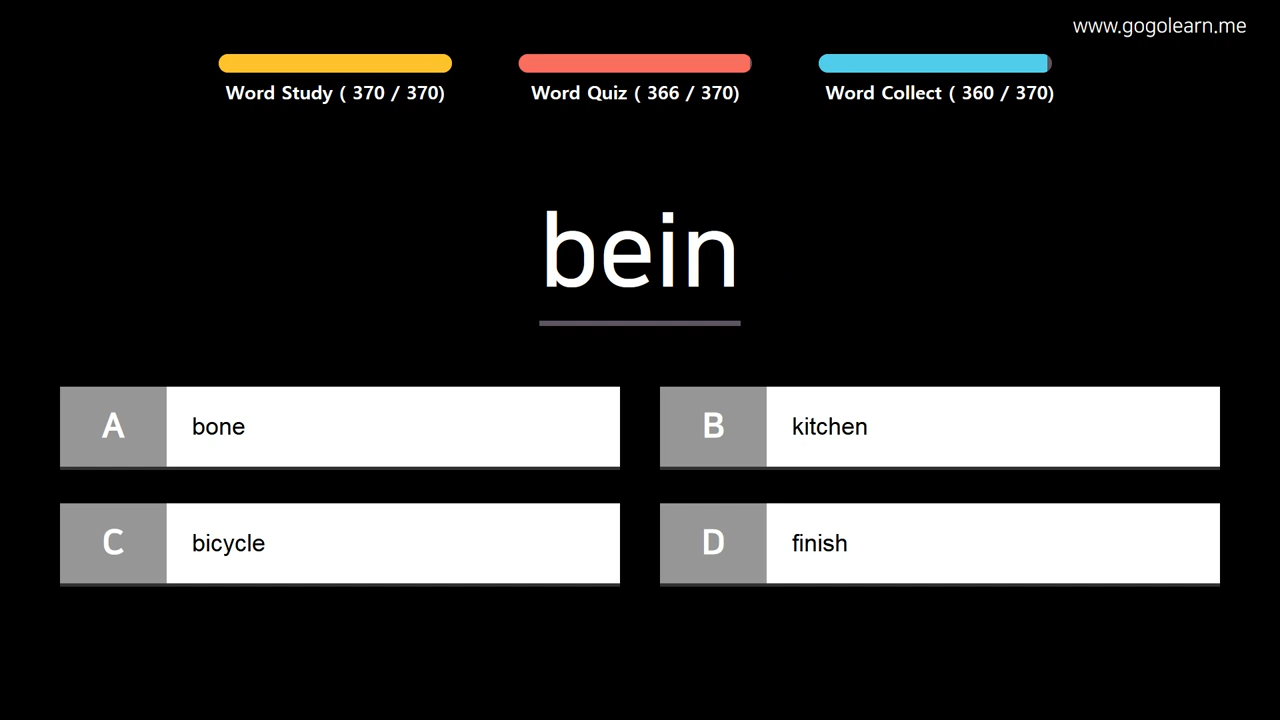 www.gogolearn.me
Word Study ( 370 / 370)
Word Quiz ( 366 / 370)
Word Collect ( 360 / 370)
bein
A bone
B kitchen
C bicycle
D finish